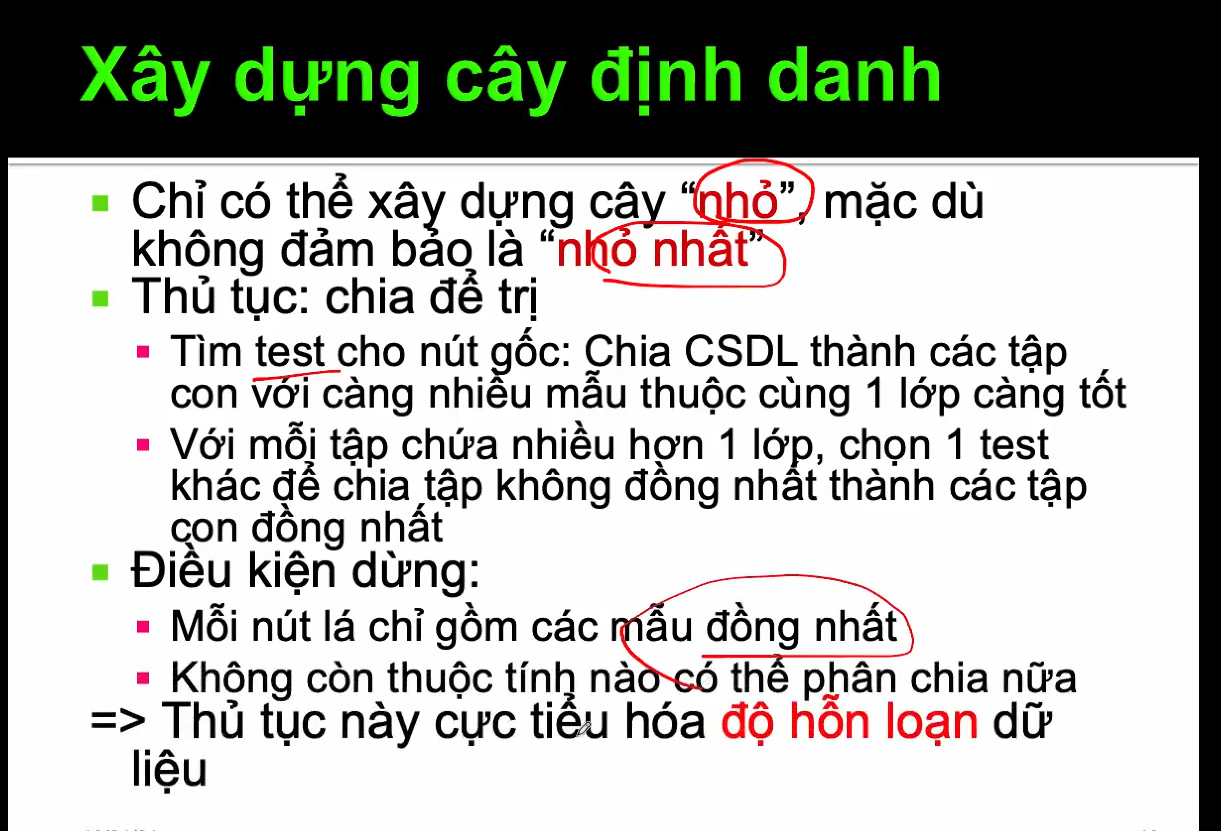 Xây dựng cây định danh
Chỉ có thể xây dựng cây “nhỏ”, mặc dù
không đảm bảo là “nhỏ nhất”
Thủ tục: chia để trị
Tìm test cho nút gốc: Chia CSDL thành các tập
con với càng nhiều mẫu thuộc cùng 1 lớp càng tốt
Với mỗi tập chứa nhiều hơn 1 lớp, chọn 1 test
khác để chia tập không đồng nhất thành các tập
con đồng nhất
Điều kiện dừng:
Mỗi nút lá chỉ gồm các mẫu đồng nhất
Không còn thuộc tính nào có thể phân chia nữa
=> Thủ tục này cực tiểu hóa độ hỗn loạn dữ
liệu